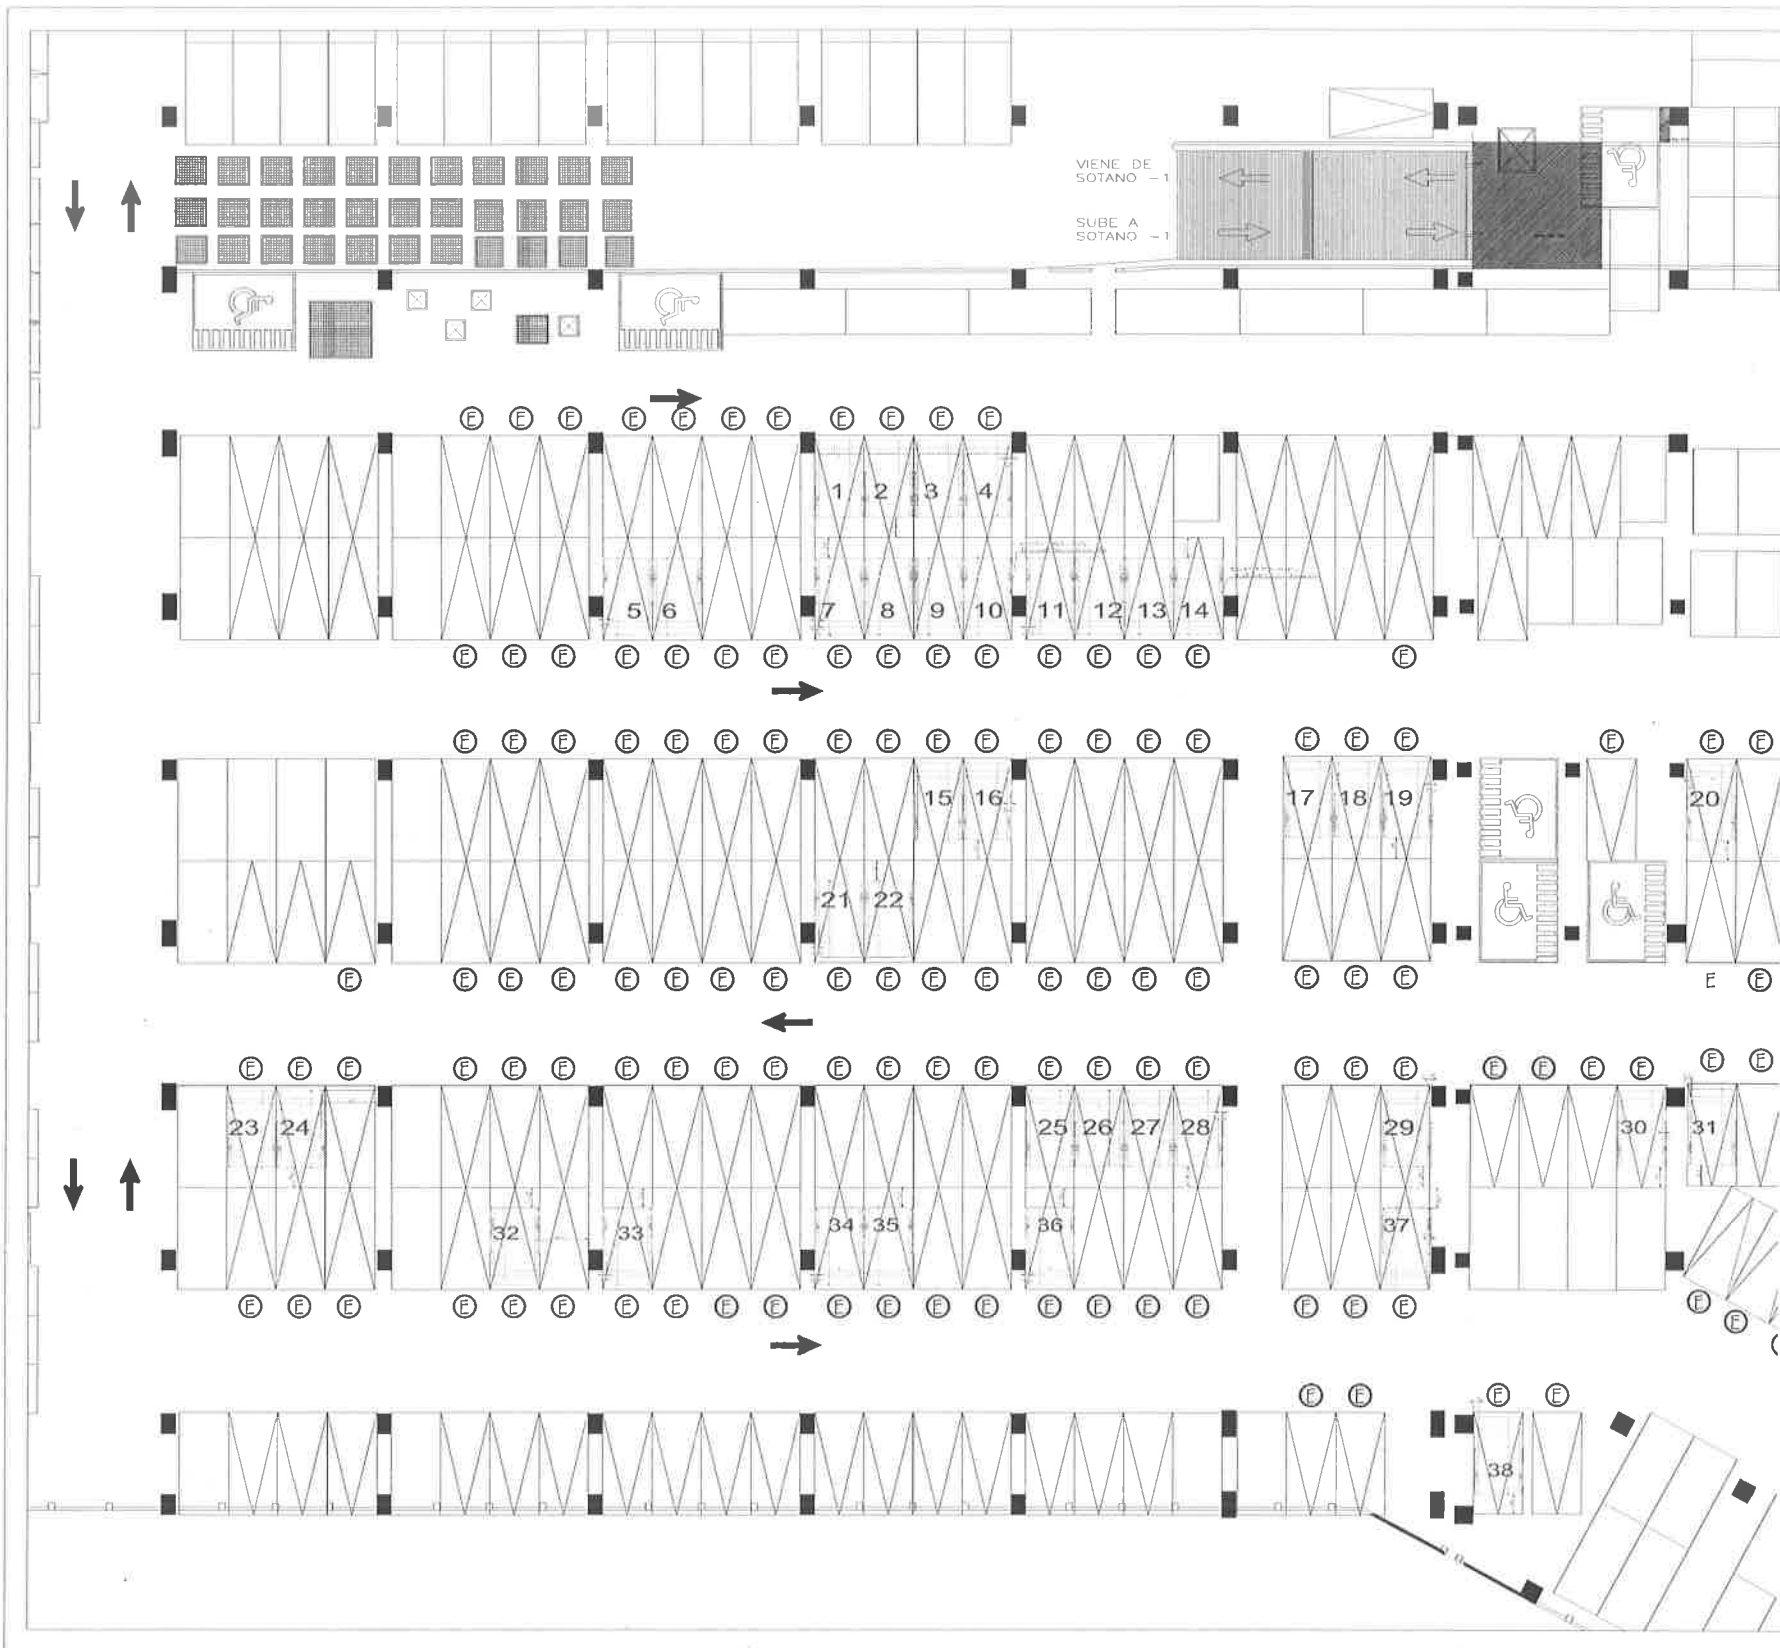 VIENE DE
SOTANO -1
SUBE A
SOTANO -1
E E E E E E E E E E E
1 2 3 4
5 6 7 8 9 10 11 12 13 14
E E E E E E E E E E E E E E E E
E E E E E E E E E E E E E E E E E E E E E
15 16 17 18 19 20
21 22
E E E E E E E E E E E E E E E E E E E E E
E E E E E E E E E E E E E E E E E E E E E E E E E E E
23 24 25 26 27 28 29 30 31
32 33 34 35 36 37
E E E E E E E E E E E E E E E E E E E E E E E
E E E E
38